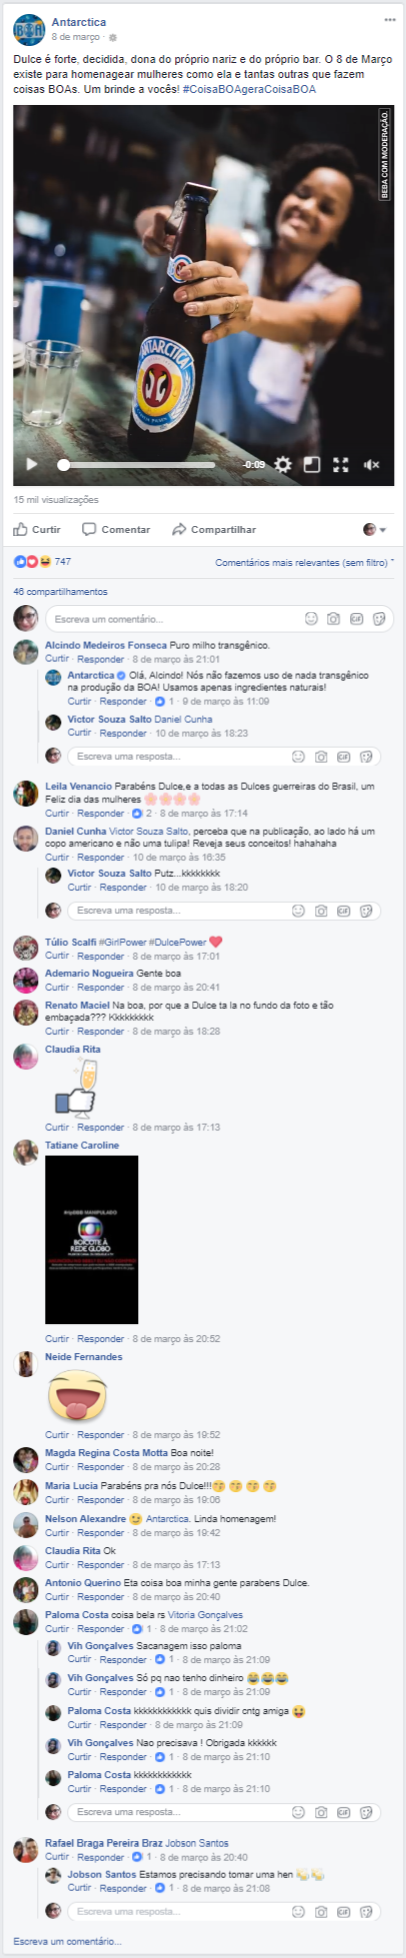 Antarctica
8 de março ·
Dulce é forte, decidida, dona do próprio nariz e do próprio bar. O 8 de Março
existe para homenagear mulheres como ela e tantas outras que fazem
coisas BOAs. Um brinde a vocês! #CoisaBOAgeraCoisaBOA
BEBA COM MODERAÇÃO.
ANTARCTICA
-0:09
15 mil visualizações
Curtir Comentar Compartilhar
747 Comentários mais relevantes (sem filtro)
46 compartilhamentos
Escreva um comentário...
Alcindo Medeiros Fonseca Puro milho transgênico.
Curtir · Responder · 8 de março às 21:01
Antarctica Olá, Alcindo! Nós não fazemos uso de nada transgênico
na produção da BOA! Usamos apenas ingredientes naturais!
Curtir · Responder · 1 · 9 de março às 11:09
Victor Souza Salto Daniel Cunha
Curtir · Responder · 10 de março às 18:23
Escreva uma resposta...
Leila Venancio Parabéns Dulce,e a todas as Dulces guerreiras do Brasil, um
Feliz dia das mulheres 🌸🌸🌸🌸
Curtir · Responder · 2 · 8 de março às 17:14
Daniel Cunha Victor Souza Salto, perceba que na publicação, ao lado há um
copo americano e não uma tulipa! Reveja seus conceitos! hahahaha
Curtir · Responder · 10 de março às 16:35
Victor Souza Salto Putz...kkkkkkkk
Curtir · Responder · 10 de março às 18:20
Escreva uma resposta...
Túlio Scalfi #GirlPower #DulcePower ❤
Curtir · Responder · 8 de março às 17:01
Ademario Nogueira Gente boa
Curtir · Responder · 8 de março às 20:41
Renato Maciel Na boa, por que a Dulce ta la no fundo da foto e tão
embaçada??? Kkkkkkkkk
Curtir · Responder · 8 de março às 18:28
Claudia Rita
Curtir · Responder · 8 de março às 17:13
Tatiane Caroline
BOICOTE À
REDE GLOBO
Curtir · Responder · 8 de março às 20:52
Neide Fernandes
Curtir · Responder · 8 de março às 19:52
Magda Regina Costa Motta Boa noite!
Curtir · Responder · 8 de março às 20:28
Maria Lucia Parabéns pra nós Dulce!!!😙 😙 😙 😙
Curtir · Responder · 8 de março às 19:06
Nelson Alexandre 😉 Antarctica. Linda homenagem!
Curtir · Responder · 8 de março às 19:42
Claudia Rita Ok
Curtir · Responder · 8 de março às 17:13
Antonio Querino Eta coisa boa minha gente parabens Dulce.
Curtir · Responder · 8 de março às 20:40
Paloma Costa coisa bela rs Vitoria Gonçalves
Curtir · Responder · 1 · 8 de março às 21:02
Vih Gonçalves Sacanagem isso paloma
Curtir · Responder · 1 · 8 de março às 21:09
Vih Gonçalves Só pq nao tenho dinheiro 😂😂😂
Curtir · Responder · 1 · 8 de março às 21:09
Paloma Costa kkkkkkkkkkkk quis dividir cntg amiga 😝
Curtir · Responder · 8 de março às 21:09
Vih Gonçalves Nao precisava ! Obrigada kkkkkk
Curtir · Responder · 1 · 8 de março às 21:10
Paloma Costa kkkkkkkkkkkk
Curtir · Responder · 1 · 8 de março às 21:10
Escreva uma resposta...
Rafael Braga Pereira Braz Jobson Santos
Curtir · Responder · 1 · 8 de março às 20:40
Jobson Santos Estamos precisando tomar uma hen 🍻🍻
Curtir · Responder · 1 · 8 de março às 21:08
Escreva uma resposta...
Escreva um comentário...